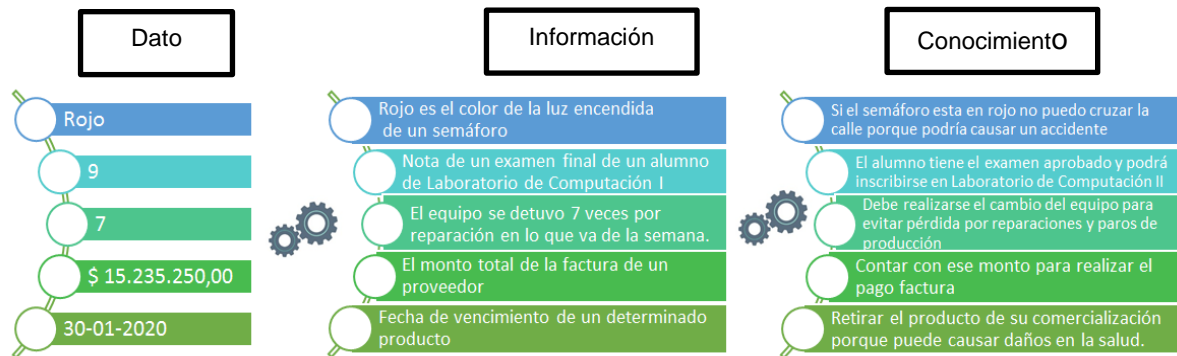 Dato
Rojo
9
7
$ 15.235.250,00
30-01-2020
Información
Rojo es el color de la luz encendida
de un semáforo
Nota de un examen final de un alumno
de Laboratorio de Computación I
El equipo se detuvo 7 veces por
reparación en lo que va de la semana.
El monto total de la factura de un
proveedor
Fecha de vencimiento de un determinado
producto
Conocimiento
Si el semáforo esta en rojo no puedo cruzar la
calle porque podría causar un accidente
El alumno tiene el examen aprobado y podrá
inscribirse en Laboratorio de Computación II
Debe realizarse el cambio del equipo para
evitar pérdida por reparaciones y paros de
producción
Contar con ese monto para realizar el
pago factura
Retirar el producto de su comercialización
porque puede causar daños en la salud.